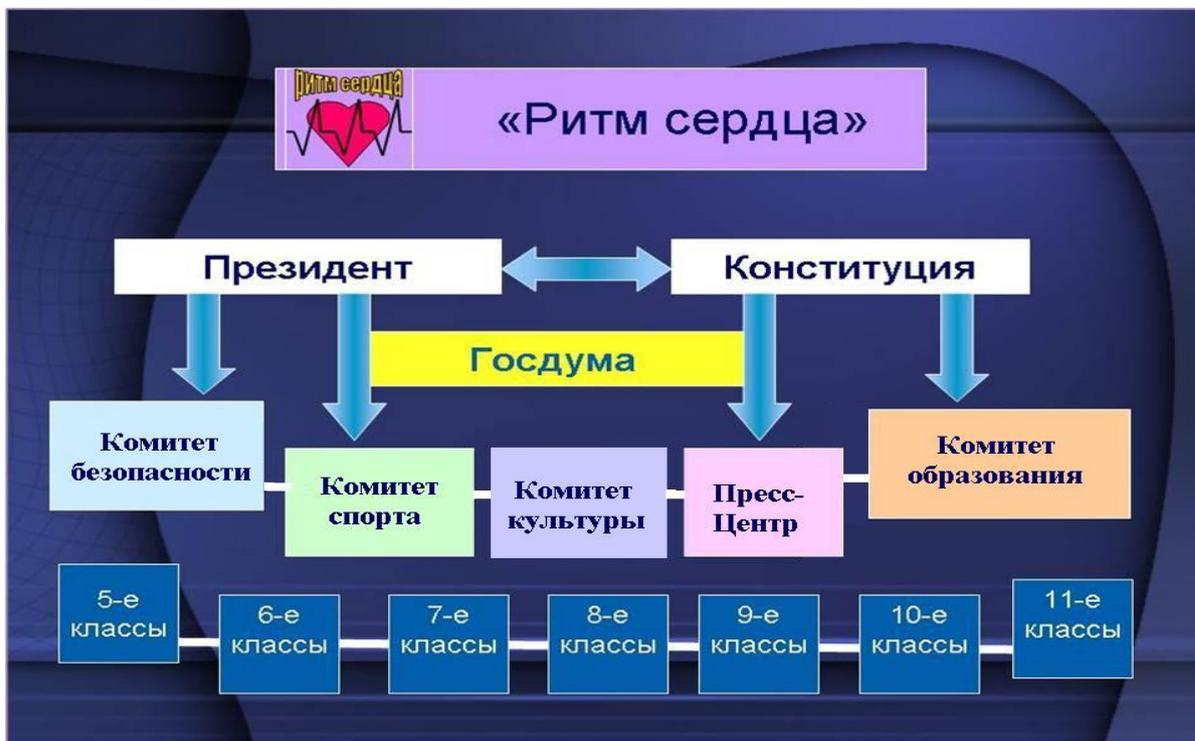 ритм сердца
«Ритм сердца»
Президент
Конституция
Госдума
Комитет
безопасности
Комитет
спорта
Комитет
культуры
Пресс-
Центр
Комитет
образования
5-е
классы
6-е
классы
7-е
классы
8-е
классы
9-е
классы
10-е
классы
11-е
классы